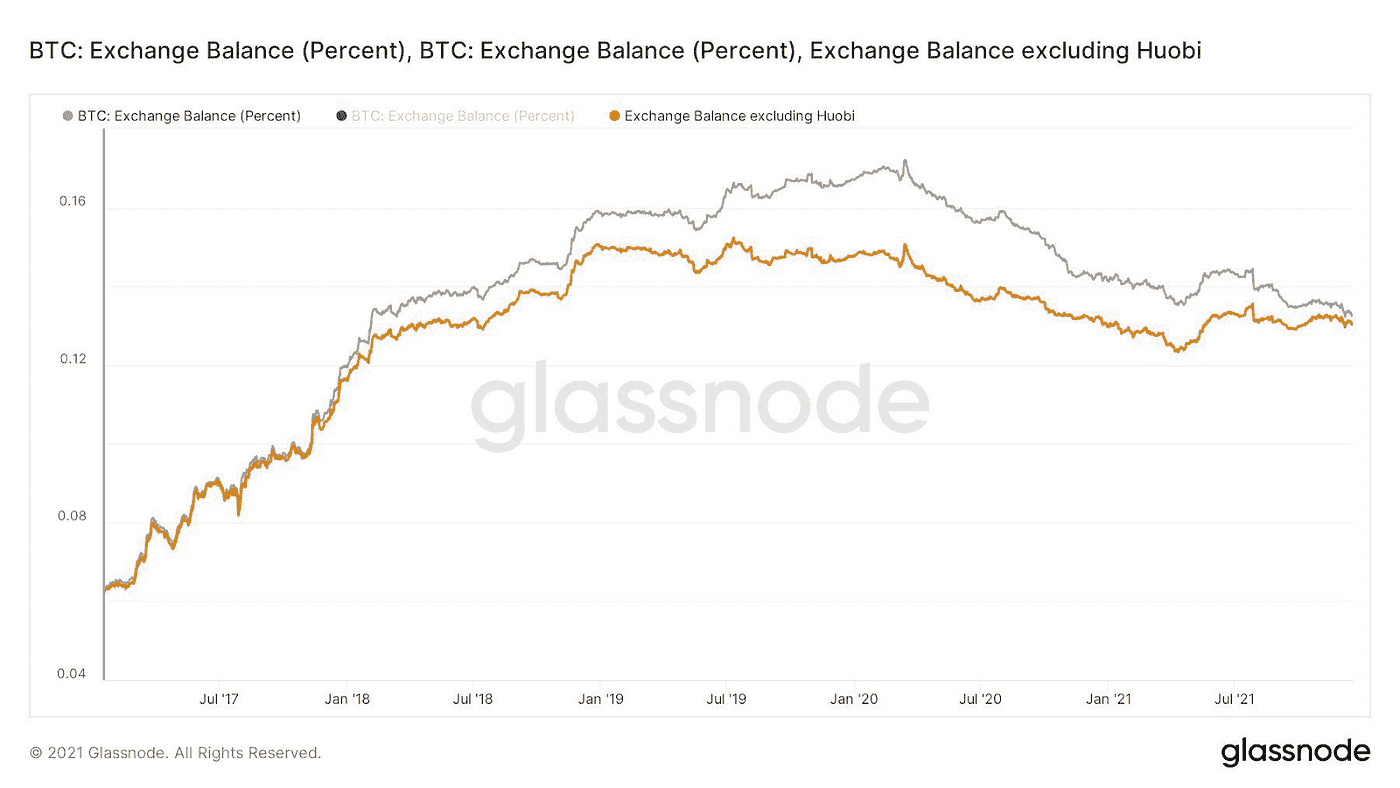 BTC: Exchange Balance (Percent), BTC: Exchange Balance (Percent), Exchange Balance excluding Huobi
BTC: Exchange Balance (Percent) BTC: Exchange Balance (Percent) Exchange Balance excluding Huobi
0.16
0.12
glassnode
0.08
0.04
Jul '17 Jan '18 Jul '18 Jan '19 Jul '19 Jan '20 Jul '20 Jan '21 Jul '21
© 2021 Glassnode. All Rights Reserved.
glassnode